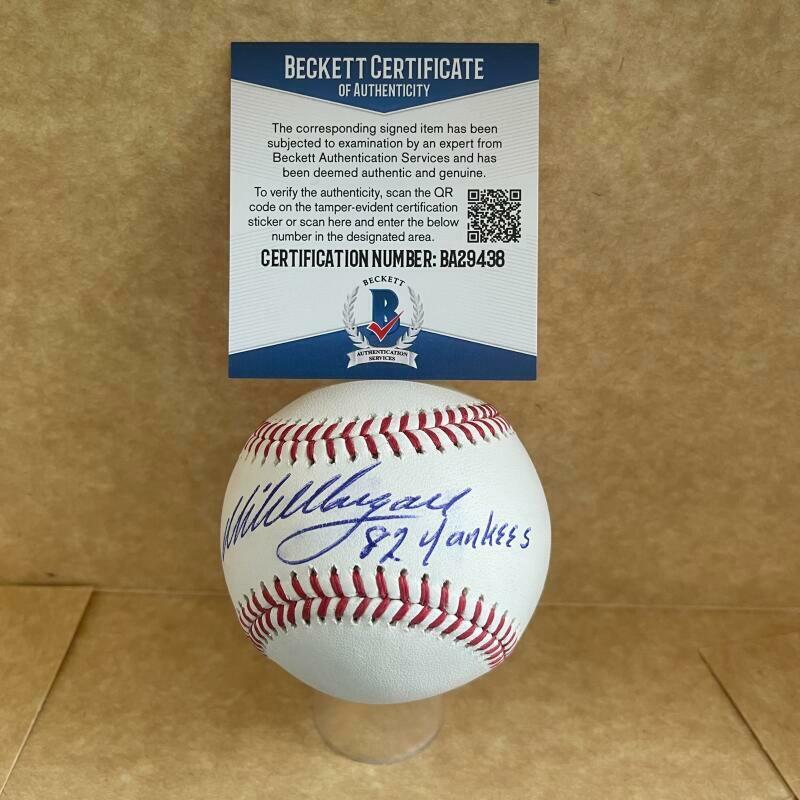 BECKETT CERTIFICATE
OF AUTHENTICITY
The corresponding signed item has been
subjected to examination by an expert from
Beckett Authentication Services and has
been deemed authentic and genuine.
To verify the authenticity, scan the QR
code on the tamper-evident certification
sticker or scan here and enter the below
number in the designated area.
CERTIFICATION NUMBER: BA29438
BECKETT
B
AUTHENTICATION
SERVICES
Mike Morgan
82 Yankees